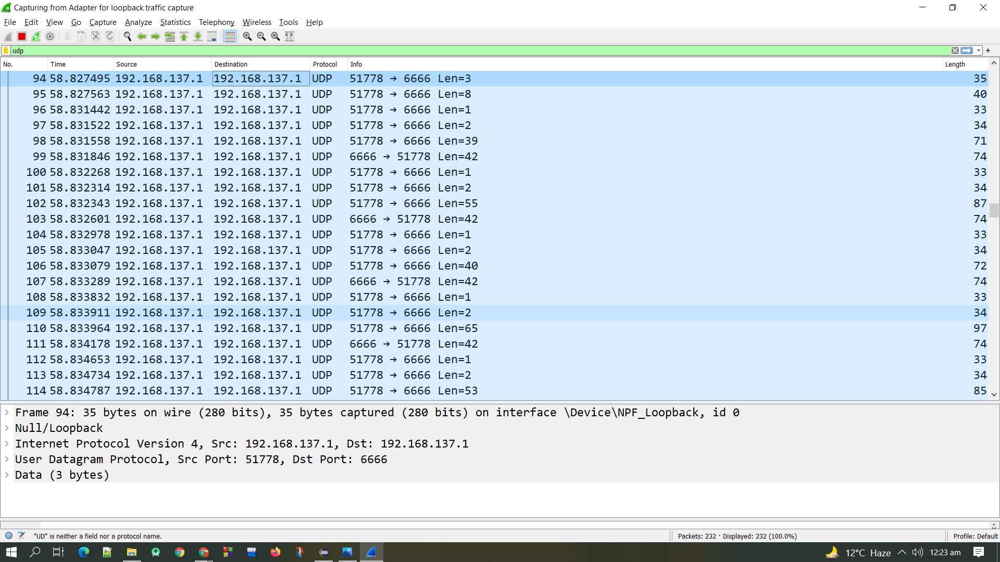 Capturing from Adapter for loopback traffic capture
File Edit View Go Capture Analyze Statistics Telephony Wireless Tools Help
udp
No. Time Source Destination Protocol Info Length
94 58.827495 192.168.137.1 192.168.137.1 UDP 51778 → 6666 Len=3 35
95 58.827563 192.168.137.1 192.168.137.1 UDP 51778 → 6666 Len=8 40
96 58.831442 192.168.137.1 192.168.137.1 UDP 51778 → 6666 Len=1 33
97 58.831522 192.168.137.1 192.168.137.1 UDP 51778 → 6666 Len=2 34
98 58.831558 192.168.137.1 192.168.137.1 UDP 51778 → 6666 Len=39 71
99 58.831846 192.168.137.1 192.168.137.1 UDP 6666 → 51778 Len=42 74
100 58.832268 192.168.137.1 192.168.137.1 UDP 51778 → 6666 Len=1 33
101 58.832314 192.168.137.1 192.168.137.1 UDP 51778 → 6666 Len=2 34
102 58.832343 192.168.137.1 192.168.137.1 UDP 51778 → 6666 Len=55 87
103 58.832601 192.168.137.1 192.168.137.1 UDP 6666 → 51778 Len=42 74
104 58.832978 192.168.137.1 192.168.137.1 UDP 51778 → 6666 Len=1 33
105 58.833047 192.168.137.1 192.168.137.1 UDP 51778 → 6666 Len=2 34
106 58.833079 192.168.137.1 192.168.137.1 UDP 51778 → 6666 Len=40 72
107 58.833289 192.168.137.1 192.168.137.1 UDP 6666 → 51778 Len=42 74
108 58.833832 192.168.137.1 192.168.137.1 UDP 51778 → 6666 Len=1 33
109 58.833911 192.168.137.1 192.168.137.1 UDP 51778 → 6666 Len=2 34
110 58.833964 192.168.137.1 192.168.137.1 UDP 51778 → 6666 Len=65 97
111 58.834178 192.168.137.1 192.168.137.1 UDP 6666 → 51778 Len=42 74
112 58.834653 192.168.137.1 192.168.137.1 UDP 51778 → 6666 Len=1 33
113 58.834734 192.168.137.1 192.168.137.1 UDP 51778 → 6666 Len=2 34
114 58.834787 192.168.137.1 192.168.137.1 UDP 51778 → 6666 Len=53 85
Frame 94: 35 bytes on wire (280 bits), 35 bytes captured (280 bits) on interface \Device\NPF_Loopback, id 0
Null/Loopback
Internet Protocol Version 4, Src: 192.168.137.1, Dst: 192.168.137.1
User Datagram Protocol, Src Port: 51778, Dst Port: 6666
Data (3 bytes)
"UD" is neither a field nor a protocol name. Packets: 232 · Displayed: 232 (100.0%) Profile: Default
DEV
12°C Haze 12:23 am